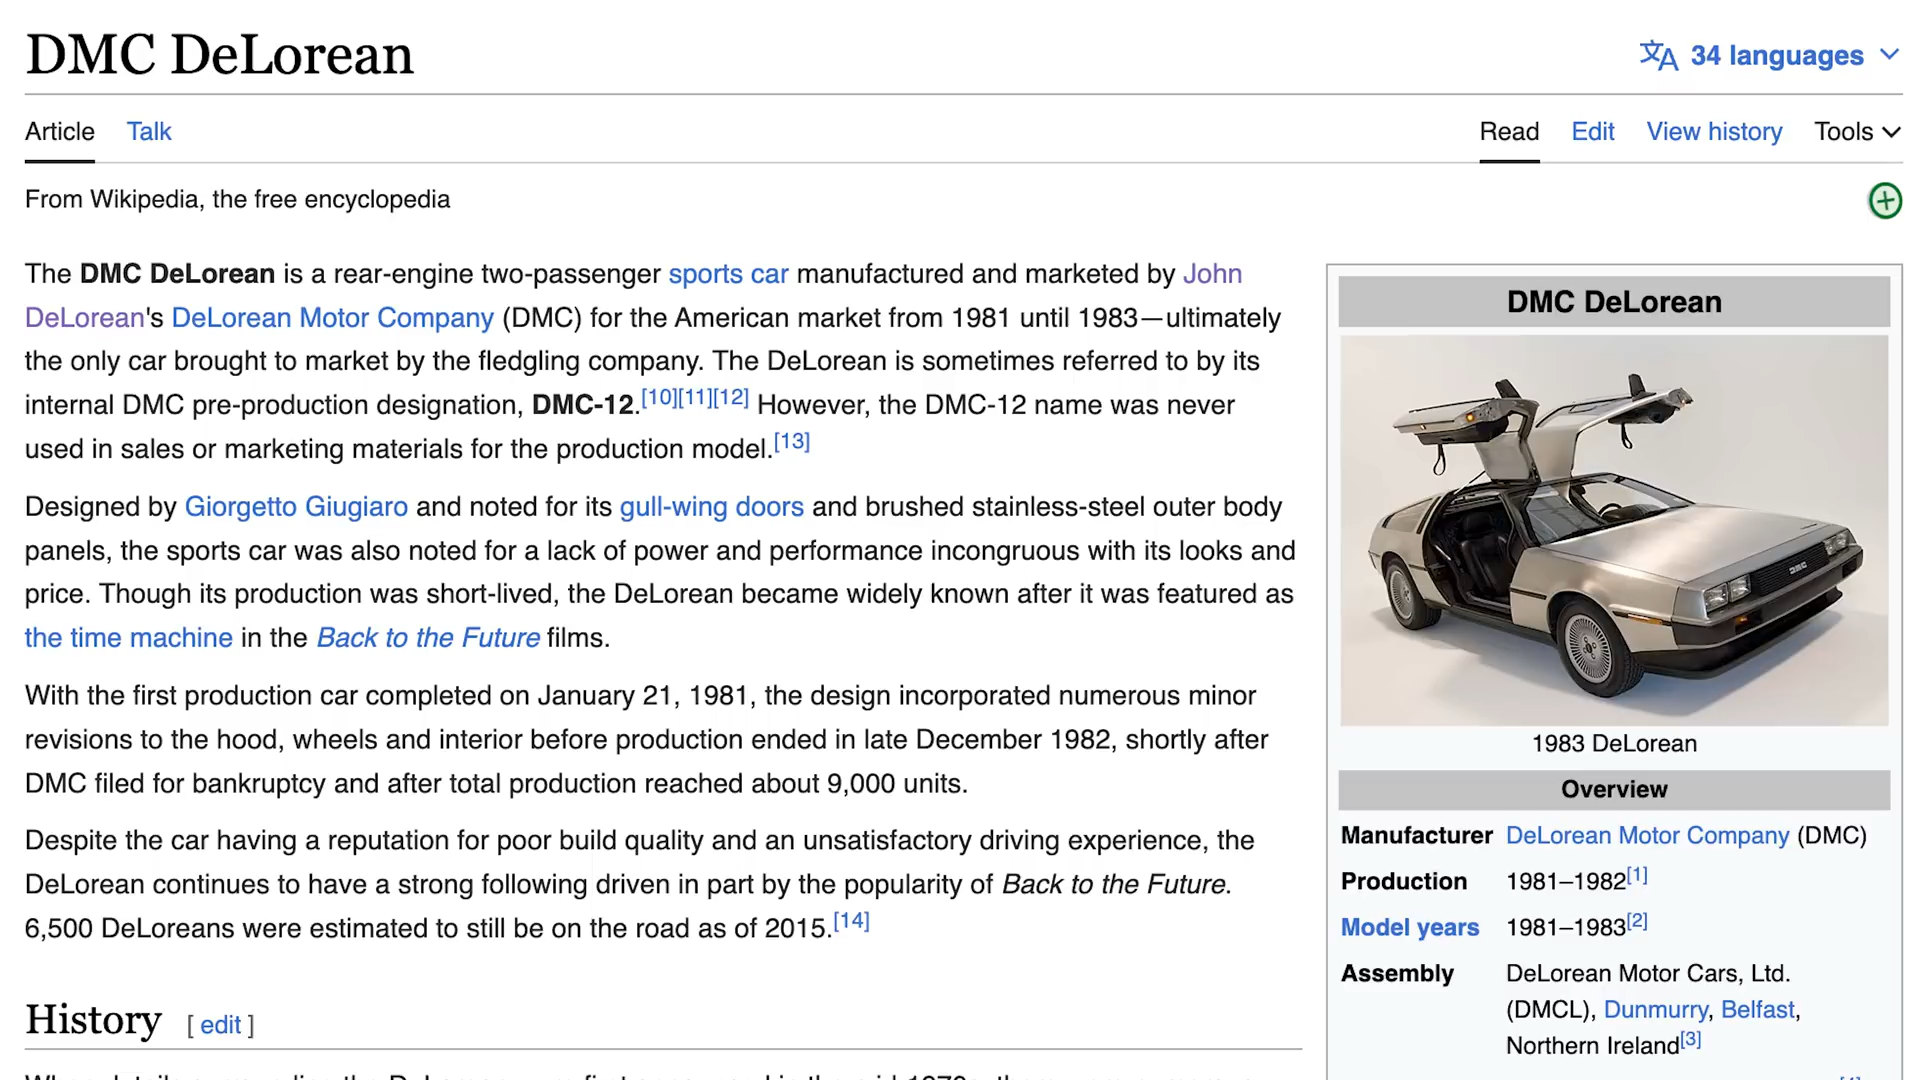 DMC DeLorean
34 languages
Article Talk
Read Edit View history Tools
From Wikipedia, the free encyclopedia
The DMC DeLorean is a rear-engine two-passenger sports car manufactured and marketed by John
DeLorean's DeLorean Motor Company (DMC) for the American market from 1981 until 1983—ultimately
the only car brought to market by the fledgling company. The DeLorean is sometimes referred to by its
internal DMC pre-production designation, DMC-12.[10][11][12] However, the DMC-12 name was never
used in sales or marketing materials for the production model.[13]
Designed by Giorgetto Giugiaro and noted for its gull-wing doors and brushed stainless-steel outer body
panels, the sports car was also noted for a lack of power and performance incongruous with its looks and
price. Though its production was short-lived, the DeLorean became widely known after it was featured as
the time machine in the Back to the Future films.
With the first production car completed on January 21, 1981, the design incorporated numerous minor
revisions to the hood, wheels and interior before production ended in late December 1982, shortly after
DMC filed for bankruptcy and after total production reached about 9,000 units.
Despite the car having a reputation for poor build quality and an unsatisfactory driving experience, the
DeLorean continues to have a strong following driven in part by the popularity of Back to the Future.
6,500 DeLoreans were estimated to still be on the road as of 2015.[14]
History [ edit ]
DMC DeLorean
DMC
1983 DeLorean
Overview
Manufacturer DeLorean Motor Company (DMC)
Production 1981–1982[1]
Model years 1981–1983[2]
Assembly DeLorean Motor Cars, Ltd.
(DMCL), Dunmurry, Belfast,
Northern Ireland[3]